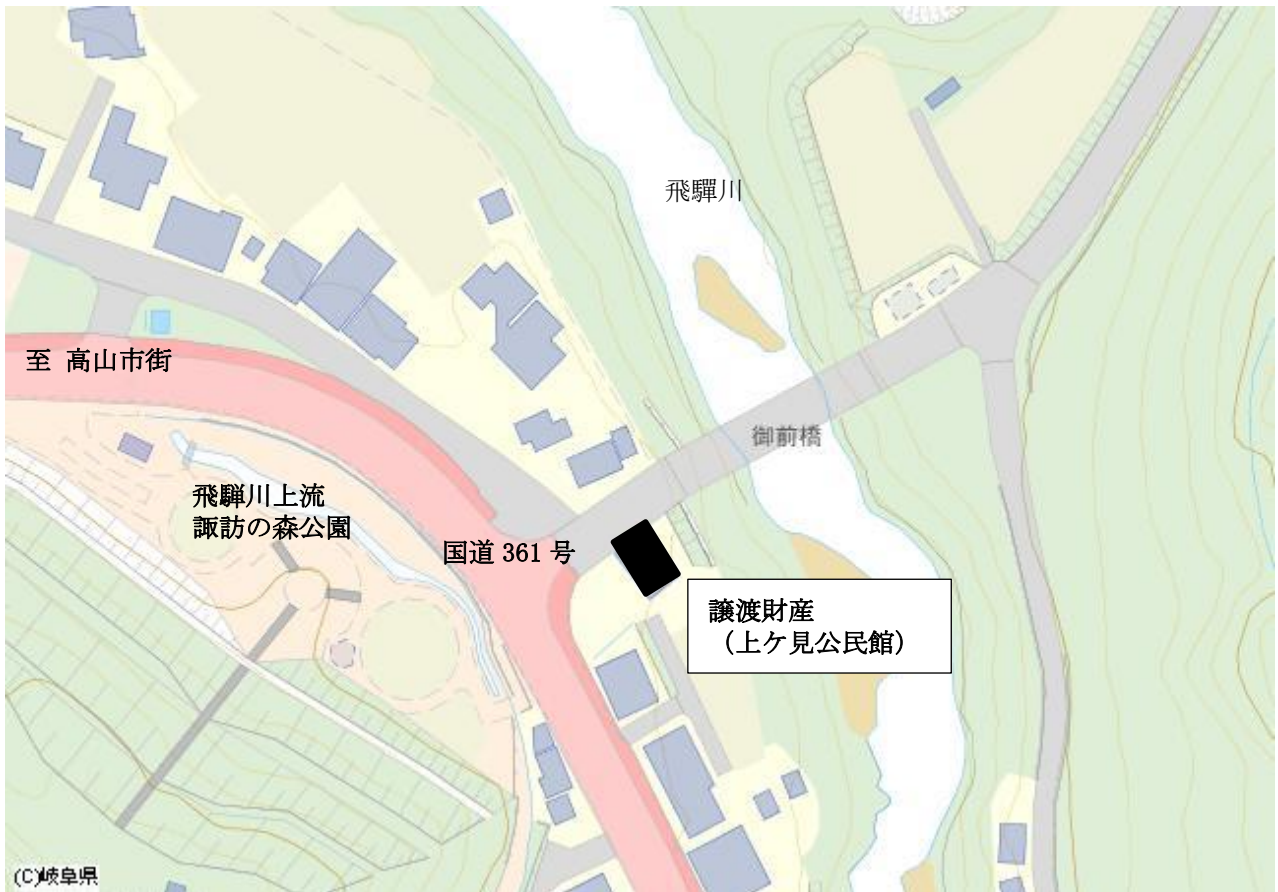 飛驒川
至 高山市街
御前橋
飛騨川上流
諏訪の森公園
国道 361 号
譲渡財産
（上ケ見公民館）
(C)岐阜県